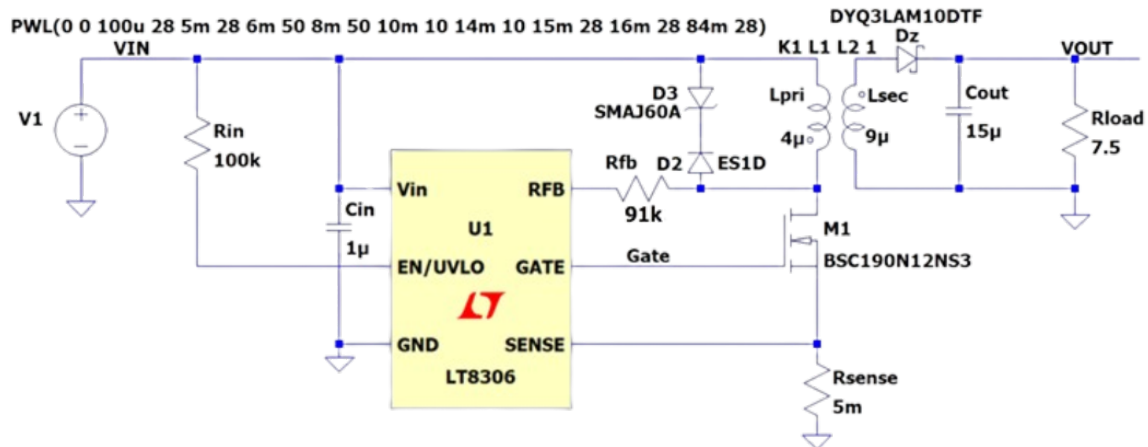 DYQ3LAM10DTF
PWL(0 0 100u 28 5m 28 6m 50 8m 50 10m 10 14m 10 15m 28 16m 28 84m 28)
VIN
K1 L1 L2 1
Dz
VOUT
V1
Rin
100k
D3
SMAJ60A
Lpri
4µ
Lsec
9µ
Cout
15µ
Rload
7.5
Vin
Cin
1µ
RFB
Rfb
91k
D2
ES1D
U1
M1
BSC190N12NS3
EN/UVLO
GATE
Gate
GND
SENSE
LT8306
Rsense
5m